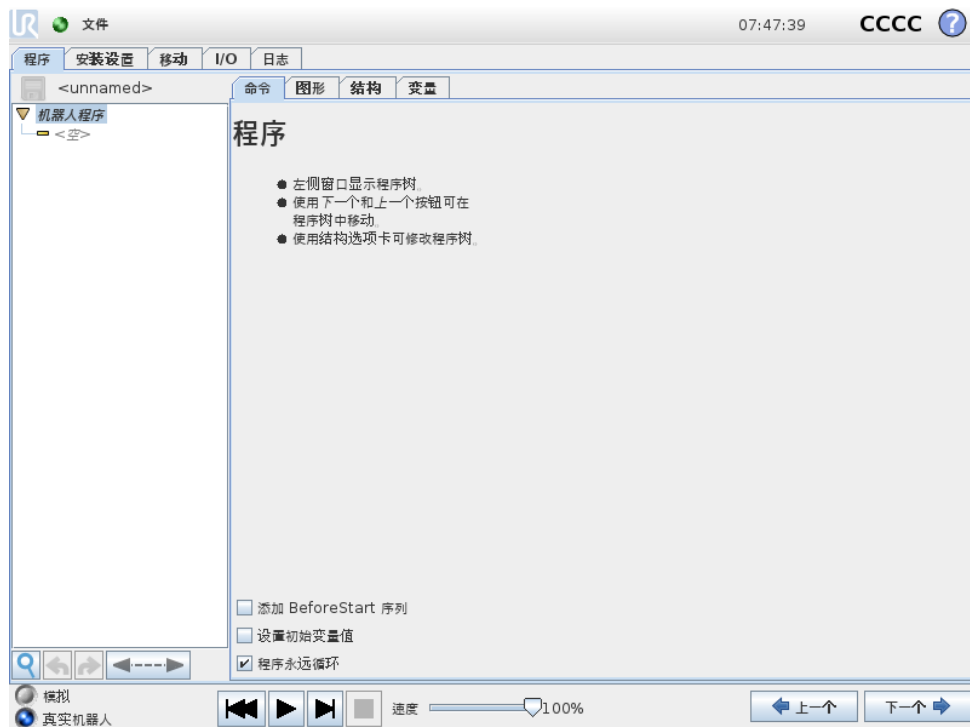 UR 文件 07:47:39 CCCC ?
程序 安装设置 移动 I/O 日志
<unnamed> 命令 图形 结构 变量
机器人程序
<空>
程序
左侧窗口显示程序树。
使用下一个和上一个按钮可在
程序树中移动。
使用结构选项卡可修改程序树。
添加 BeforeStart 序列
设置初始变量值
程序永远循环
模拟
真实机器人
速度 100% 上一个 下一个